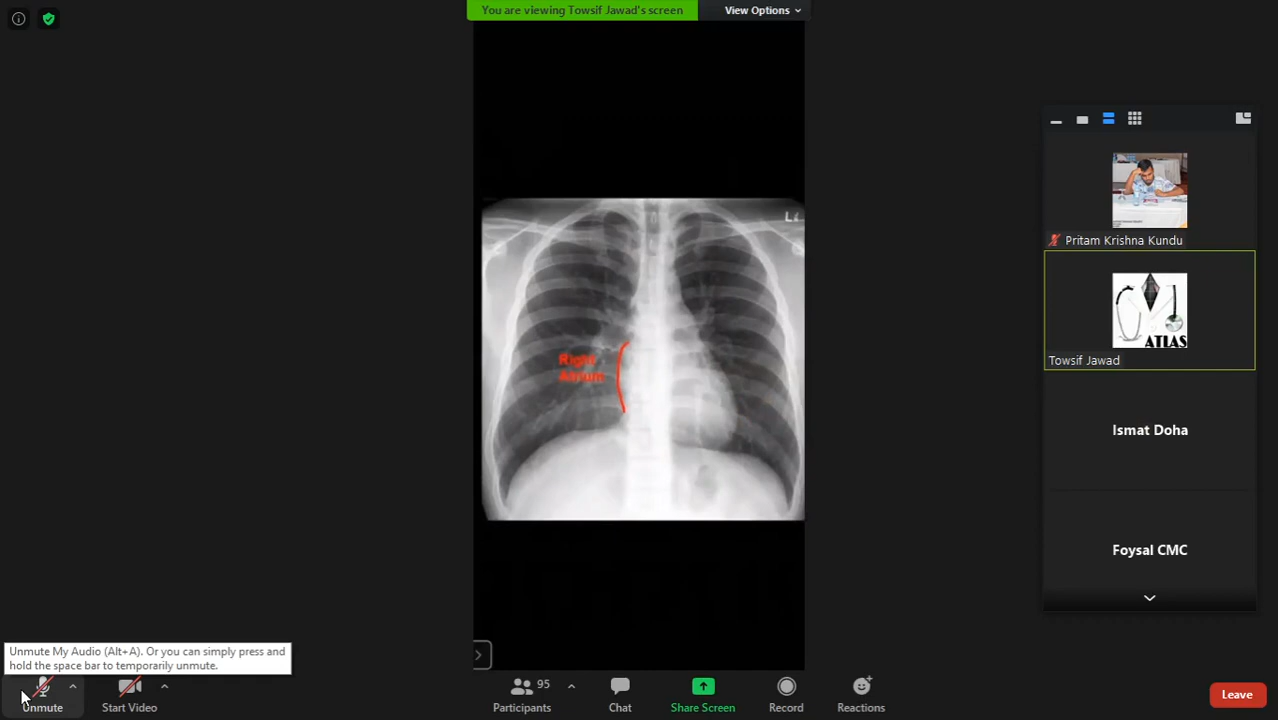 You are viewing Towsif Jawad's screen
View Options
Right
Atrium
Pritam Krishna Kundu
ATLAS
Towsif Jawad
Ismat Doha
Foysal CMC
Unmute My Audio (Alt+A). Or you can simply press and
hold the space bar to temporarily unmute.
Unmute
Start Video
95
Participants
Chat
Share Screen
Record
Reactions
Leave